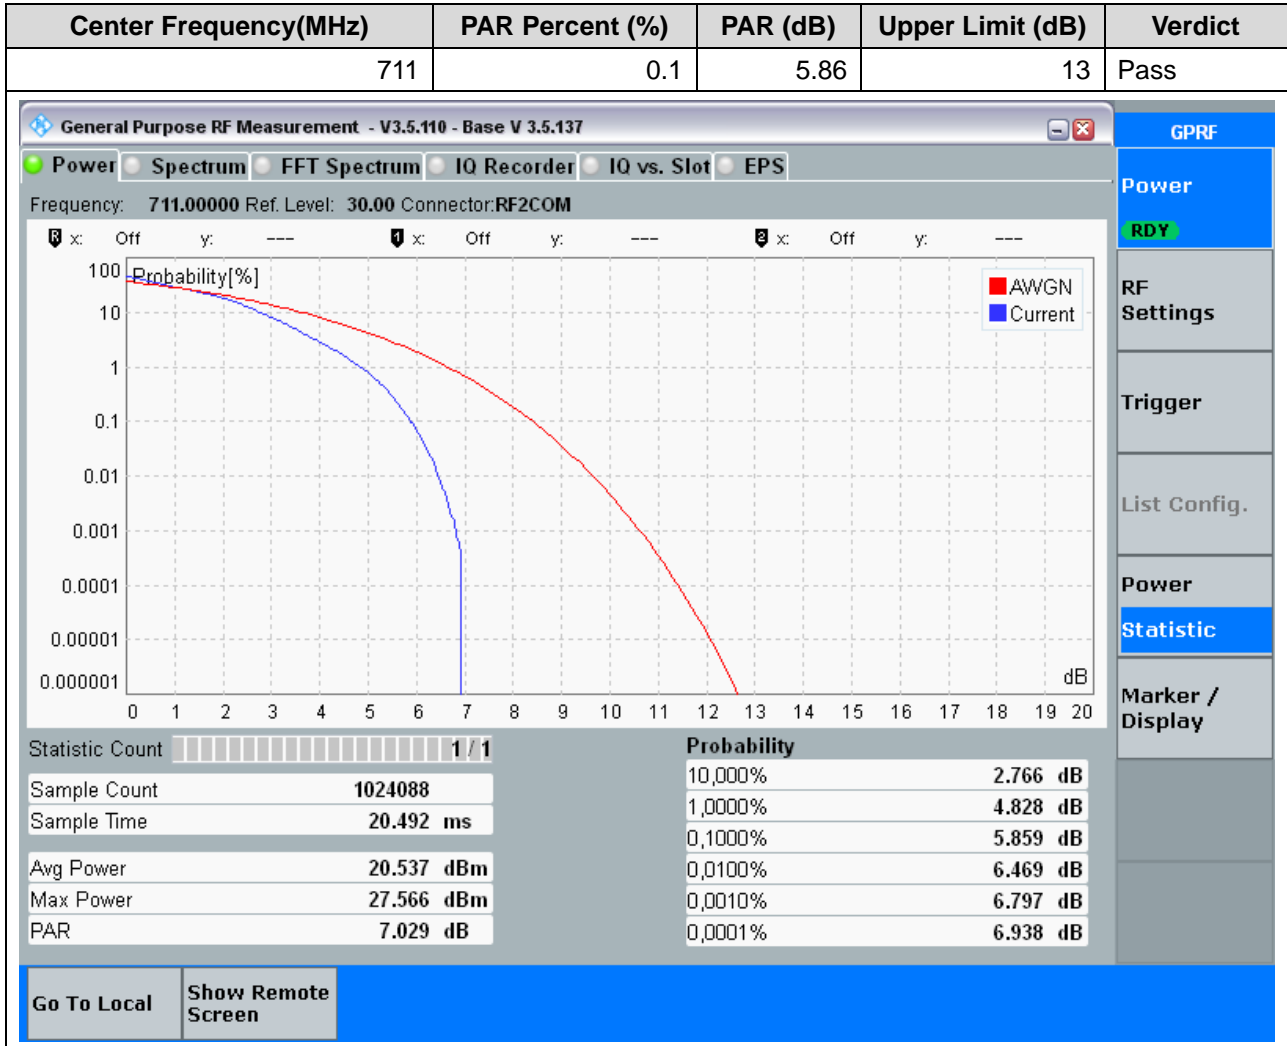 Center Frequency(MHz) PAR Percent (%) PAR (dB) Upper Limit (dB) Verdict
711 0.1 5.86 13 Pass
General Purpose RF Measurement - V3.5.110 - Base V 3.5.137
GPRF
Power Spectrum FFT Spectrum IQ Recorder IQ vs. Slot EPS
Frequency: 711.00000 Ref. Level: 30.00 Connector:RF2COM
R x: Off y: --- 1 x: Off y: --- 2 x: Off y: ---
Probability[%]
100
10
1
0.1
0.01
0.001
0.0001
0.00001
0.000001
AWGN
Current
dB
0 1 2 3 4 5 6 7 8 9 10 11 12 13 14 15 16 17 18 19 20
Statistic Count 1 / 1
Sample Count 1024088
Sample Time 20.492 ms
Avg Power 20.537 dBm
Max Power 27.566 dBm
PAR 7.029 dB
Probability
10,000% 2.766 dB
1,0000% 4.828 dB
0,1000% 5.859 dB
0,0100% 6.469 dB
0,0010% 6.797 dB
0,0001% 6.938 dB
Power
RDY
RF
Settings
Trigger
List Config.
Power
Statistic
Marker /
Display
Go To Local
Show Remote
Screen